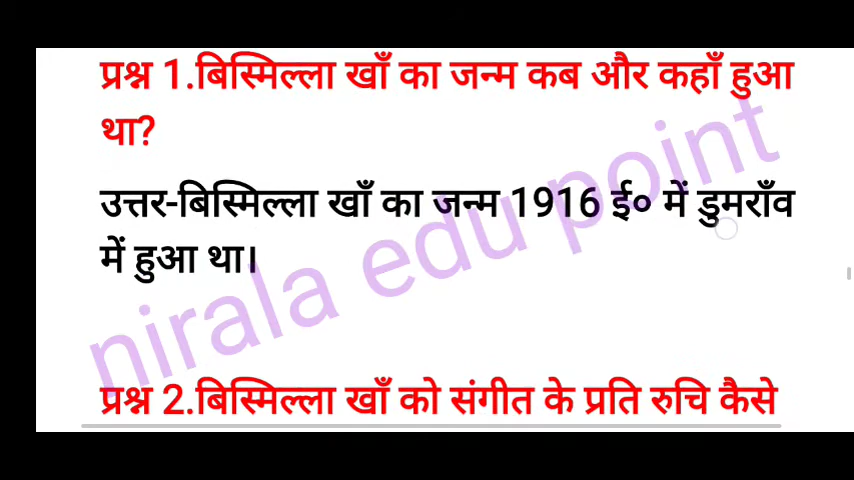 प्रश्न 1.बिस्मिल्ला खाँ का जन्म कब और कहाँ हुआ
था?
उत्तर-बिस्मिल्ला खाँ का जन्म 1916 ई० में डुमराँव
में हुआ था।
nirala edu point
प्रश्न 2.बिस्मिल्ला खाँ को संगीत के प्रति रुचि कैसे